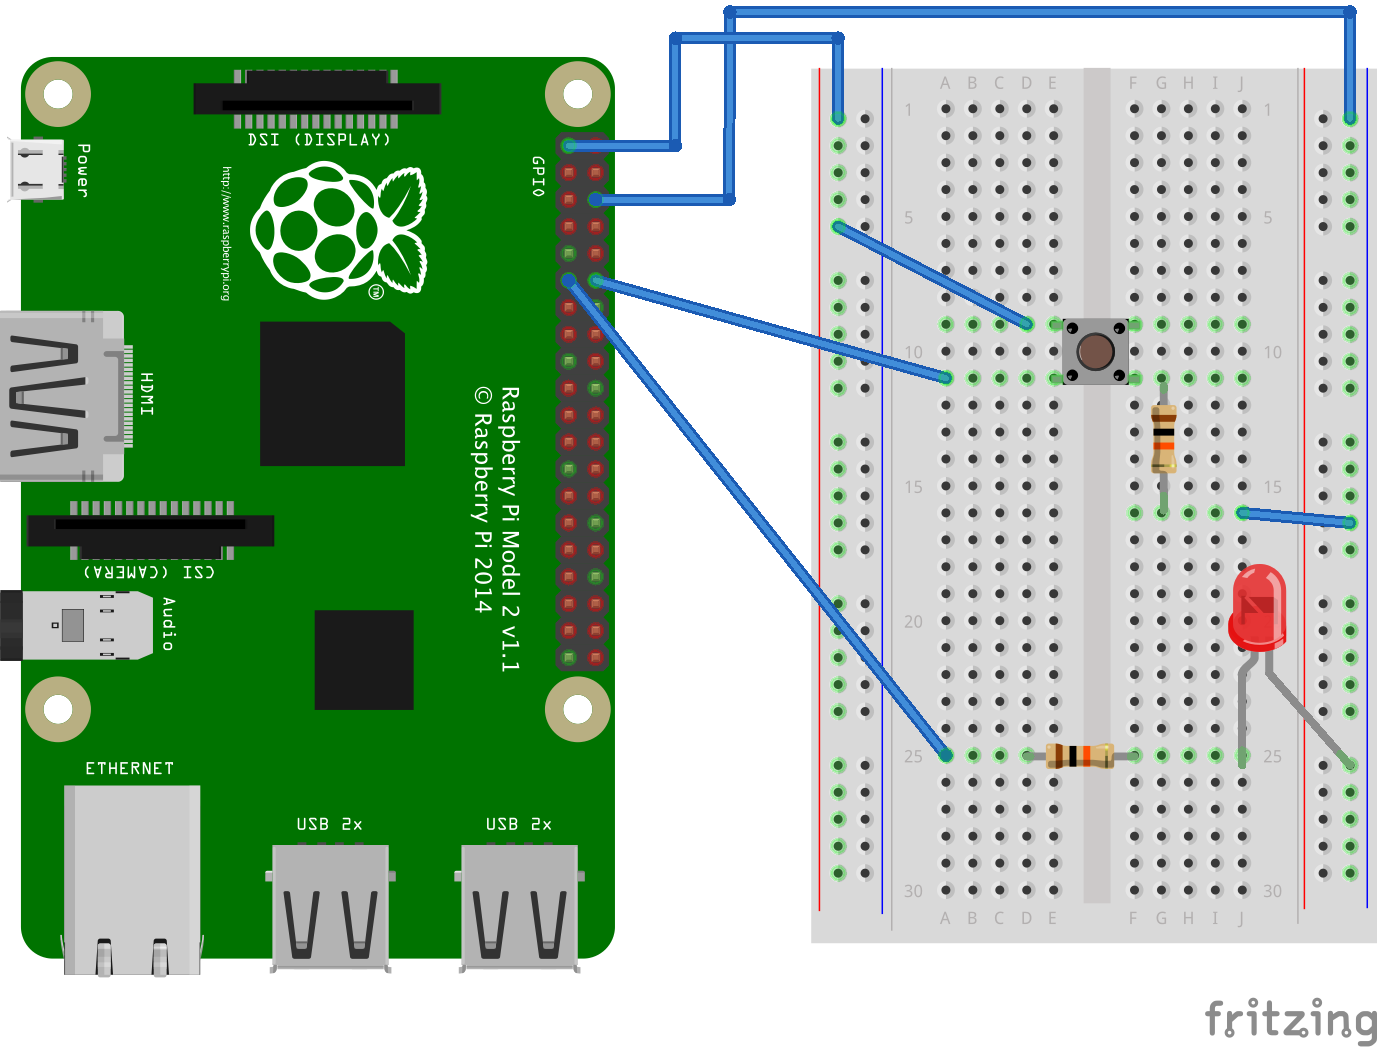 DSI (DISPLAY)
Power
http://www.raspberrypi.org
TM
GPIO
HDMI
Raspberry Pi Model 2 v1.1
© Raspberry Pi 2014
CSI (CAMERA)
Audio
ETHERNET
USB 2x
USB 2x
A B C D E F G H I J
1 1
5 5
10 10
15 15
20 20
25 25
30 30
A B C D E F G H I J
fritzing